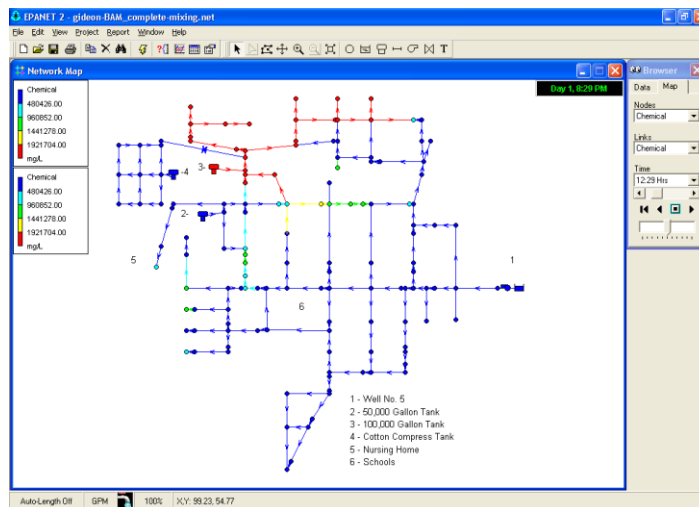 EPANET 2 - gideon-BAM_complete-mixing.net
File Edit View Project Report Window Help
Network Map
Day 1, 8:29 PM
Chemical
480426.00
960852.00
1441278.00
1921704.00
mg/L
Chemical
480426.00
960852.00
1441278.00
1921704.00
mg/L
4
3
2
5
1
6
1 - Well No. 5
2 - 50,000 Gallon Tank
3 - 100,000 Gallon Tank
4 - Cotton Compress Tank
5 - Nursing Home
6 - Schools
Browser
Data Map
Nodes
Chemical
Links
Chemical
Time
12:29 Hrs
Auto-Length Off GPM 100% X,Y: 99.23, 54.77